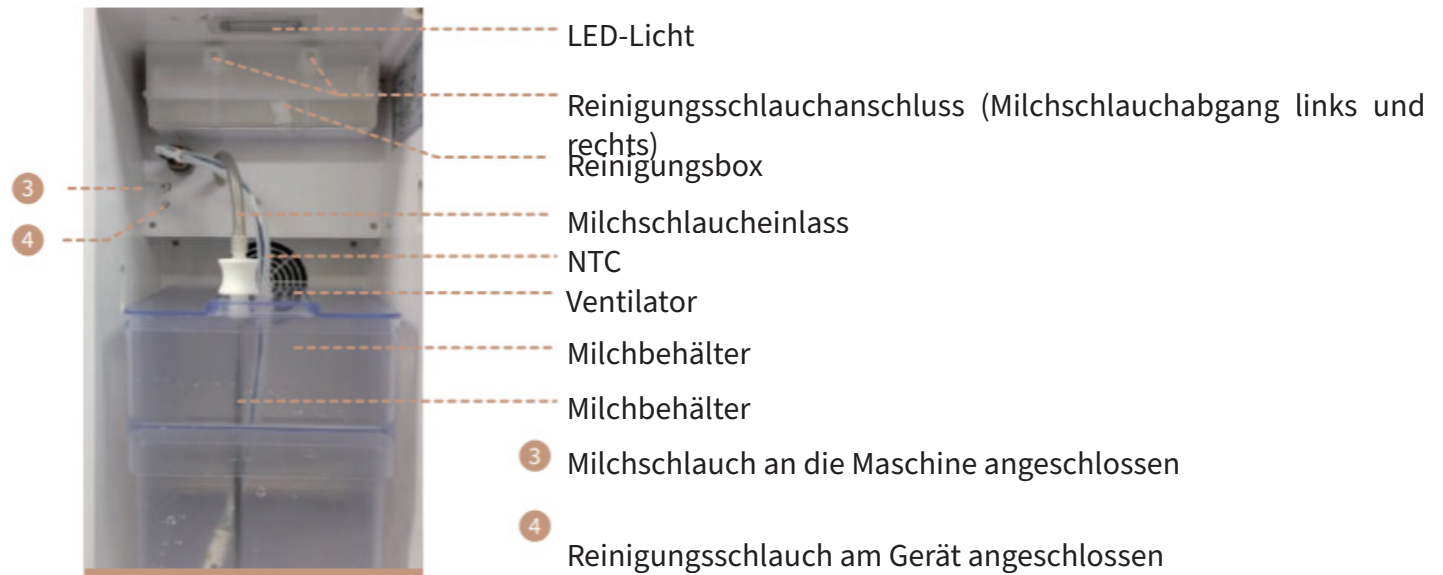 LED-Licht
Reinigungsschlauchanschluss (Milchschlauchabgang links und
rechts)
Reinigungsbox
3
Milchschlaucheinlass
4
NTC
Ventilator
Milchbehälter
Milchbehälter
3 Milchschlauch an die Maschine angeschlossen
4
Reinigungsschlauch am Gerät angeschlossen